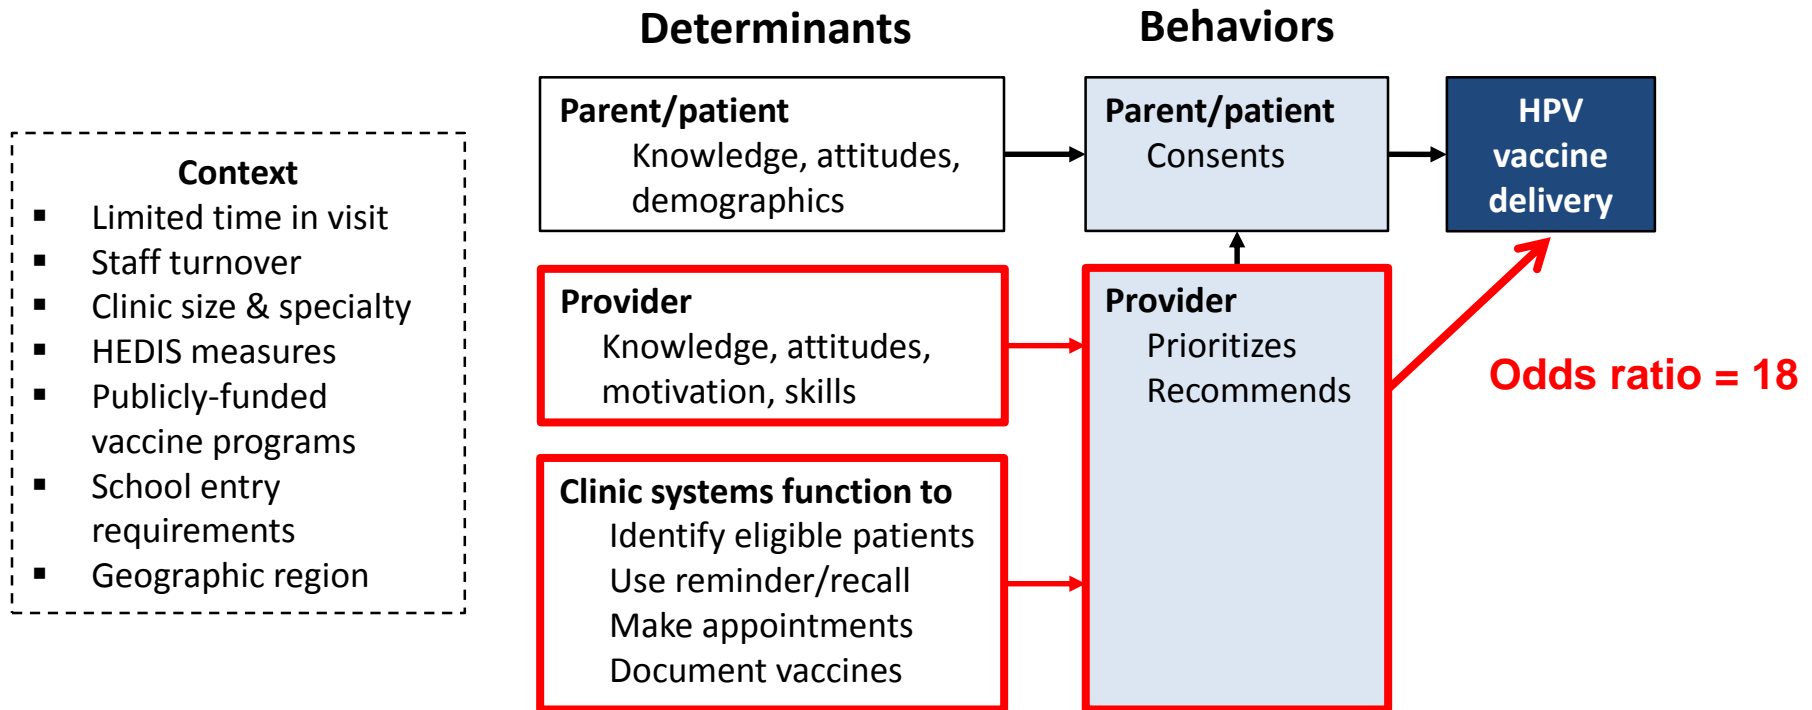 Determinants
Behaviors
Context
▪ Limited time in visit
▪ Staff turnover
▪ Clinic size & specialty
▪ HEDIS measures
▪ Publicly-funded
vaccine programs
▪ School entry
requirements
▪ Geographic region
Parent/patient
Knowledge, attitudes,
demographics
Parent/patient
Consents
HPV
vaccine
delivery
Provider
Knowledge, attitudes,
motivation, skills
Provider
Prioritizes
Recommends
Odds ratio = 18
Clinic systems function to
Identify eligible patients
Use reminder/recall
Make appointments
Document vaccines